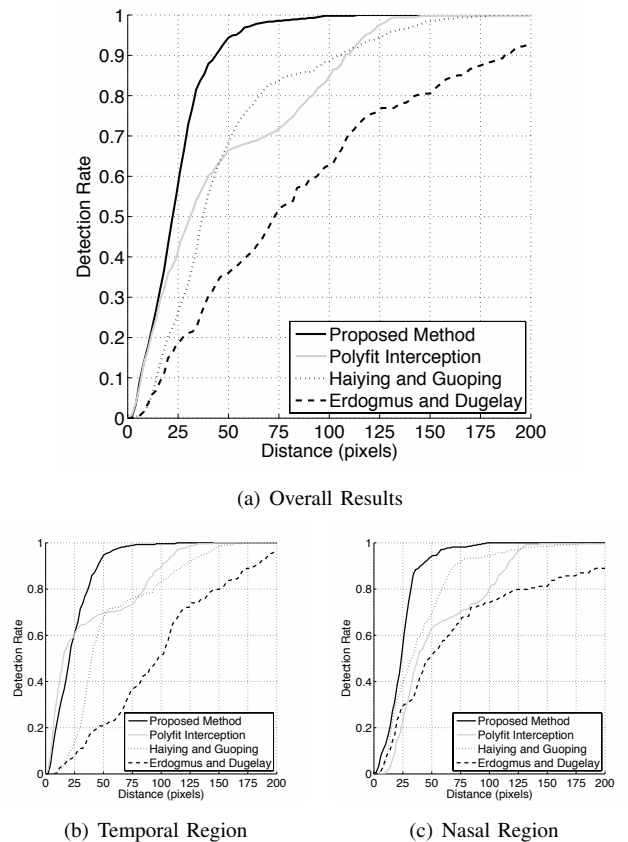 1
0.9
0.8
0.7
0.6
0.5
0.4
0.3
0.2
0.1
0
Detection Rate
Proposed Method
Polyfit Interception
Haiying and Guoping
Erdogmus and Dugelay
0 25 50 75 100 125 150 175 200
Distance (pixels)
(a) Overall Results
1
0.8
0.6
0.4
0.2
0
Detection Rate
Proposed Method
Polyfit Interception
Haiying and Guoping
Erdogmus and Dugelay
0 25 50 75 100 125 150 175 200
Distance (pixels)
(b) Temporal Region
1
0.8
0.6
0.4
0.2
0
Detection Rate
Proposed Method
Polyfit Interception
Haiying and Guoping
Erdogmus and Dugelay
0 25 50 75 100 125 150 175 200
Distance (pixels)
(c) Nasal Region